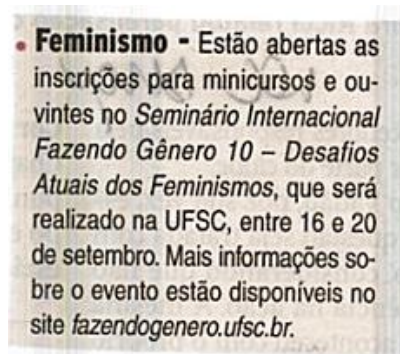 • Feminismo - Estão abertas as
inscrições para minicursos e ou-
vintes no Seminário Internacional
Fazendo Gênero 10 – Desafios
Atuais dos Feminismos, que será
realizado na UFSC, entre 16 e 20
de setembro. Mais informações so-
bre o evento estão disponíveis no
site fazendogenero.ufsc.br.